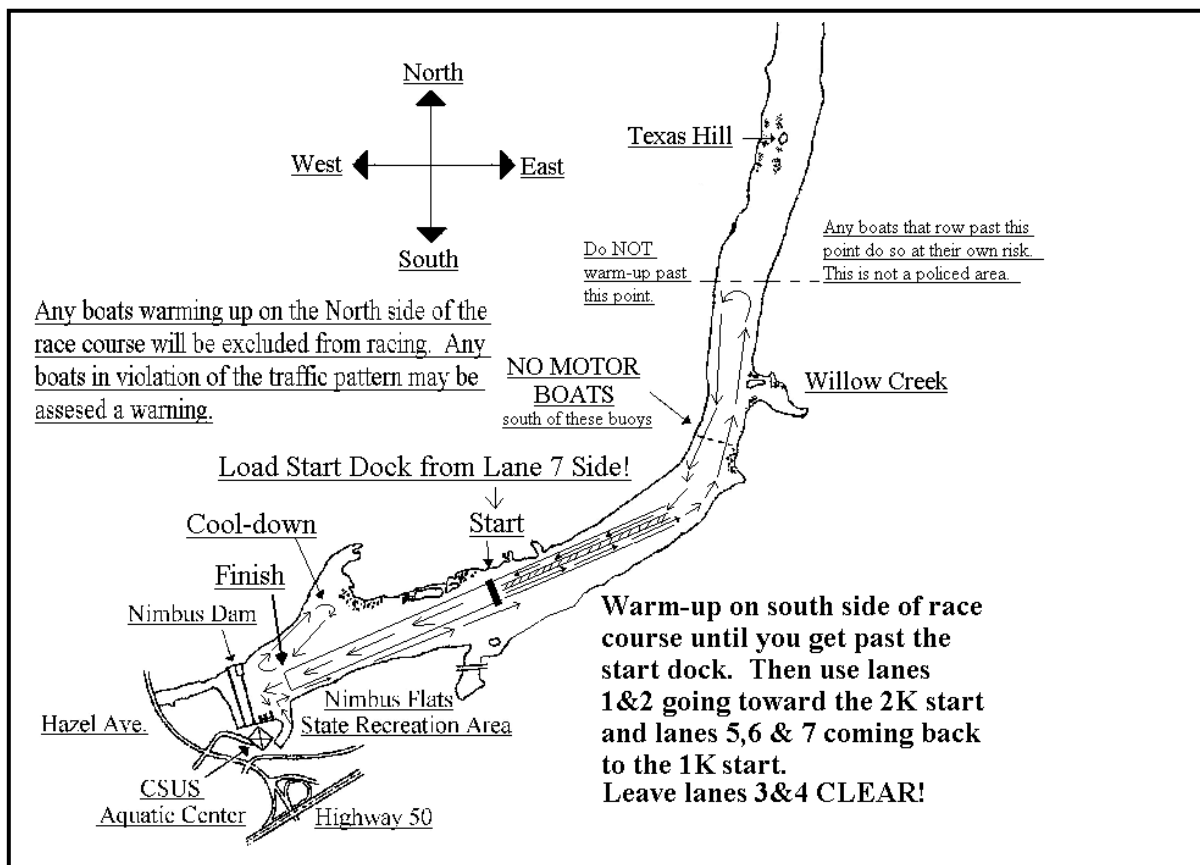 North
West
East
South
Texas Hill
Do NOT
warm-up past
this point.
Any boats that row past this
point do so at their own risk.
This is not a policed area.
Any boats warming up on the North side of the
race course will be excluded from racing. Any
boats in violation of the traffic pattern may be
assesed a warning.
NO MOTOR
BOATS
south of these buoys
Willow Creek
Load Start Dock from Lane 7 Side!
Start
Cool-down
Finish
Nimbus Dam
Hazel Ave.
Nimbus Flats
State Recreation Area
CSUS
Aquatic Center
Highway 50
Warm-up on south side of race
course until you get past the
start dock. Then use lanes
1&2 going toward the 2K start
and lanes 5,6 & 7 coming back
to the 1K start.
Leave lanes 3&4 CLEAR!